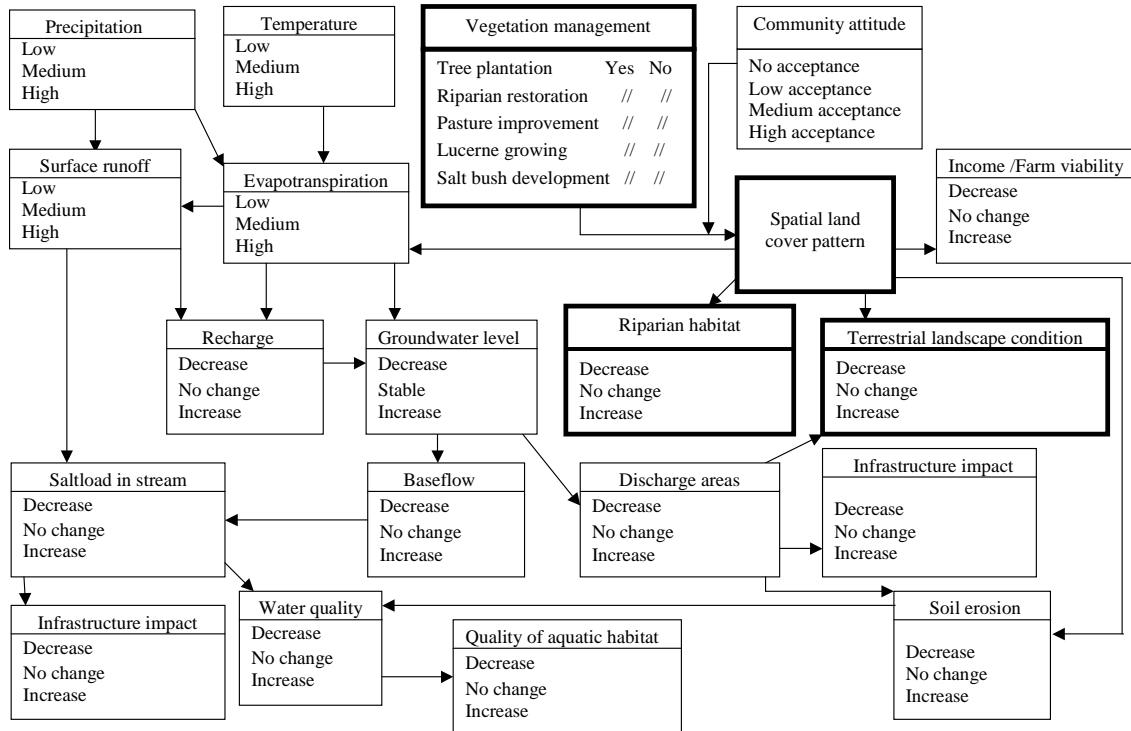 Precipitation
Low
Medium
High
Temperature
Low
Medium
High
Vegetation management
Tree plantation Yes No
Riparian restoration // //
Pasture improvement // //
Lucerne growing // //
Salt bush development // //
Community attitude
No acceptance
Low acceptance
Medium acceptance
High acceptance
Surface runoff
Low
Medium
High
Evapotranspiration
Low
Medium
High
Spatial land
cover pattern
Income /Farm viability
Decrease
No change
Increase
Recharge
Decrease
No change
Increase
Groundwater level
Decrease
Stable
Increase
Riparian habitat
Decrease
No change
Increase
Terrestrial landscape condition
Decrease
No change
Increase
Saltload in stream
Decrease
No change
Increase
Baseflow
Decrease
No change
Increase
Discharge areas
Decrease
No change
Increase
Infrastructure impact
Decrease
No change
Increase
Infrastructure impact
Decrease
No change
Increase
Water quality
Decrease
No change
Increase
Quality of aquatic habitat
Decrease
No change
Increase
Soil erosion
Decrease
No change
Increase